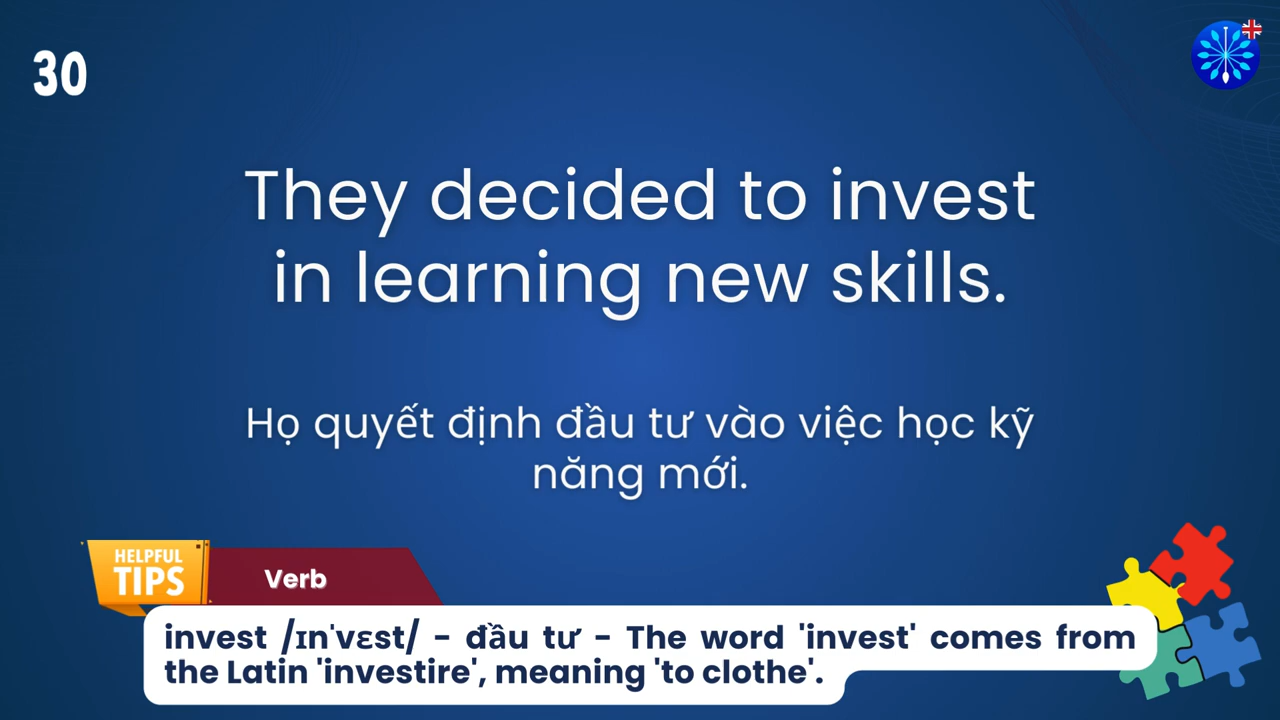 30
They decided to invest
in learning new skills.
Họ quyết định đầu tư vào việc học kỹ
năng mới.
HELPFUL
TIPS
Verb
invest /ɪnˈvɛst/ - đầu tư - The word 'invest' comes from
the Latin 'investire', meaning 'to clothe'.